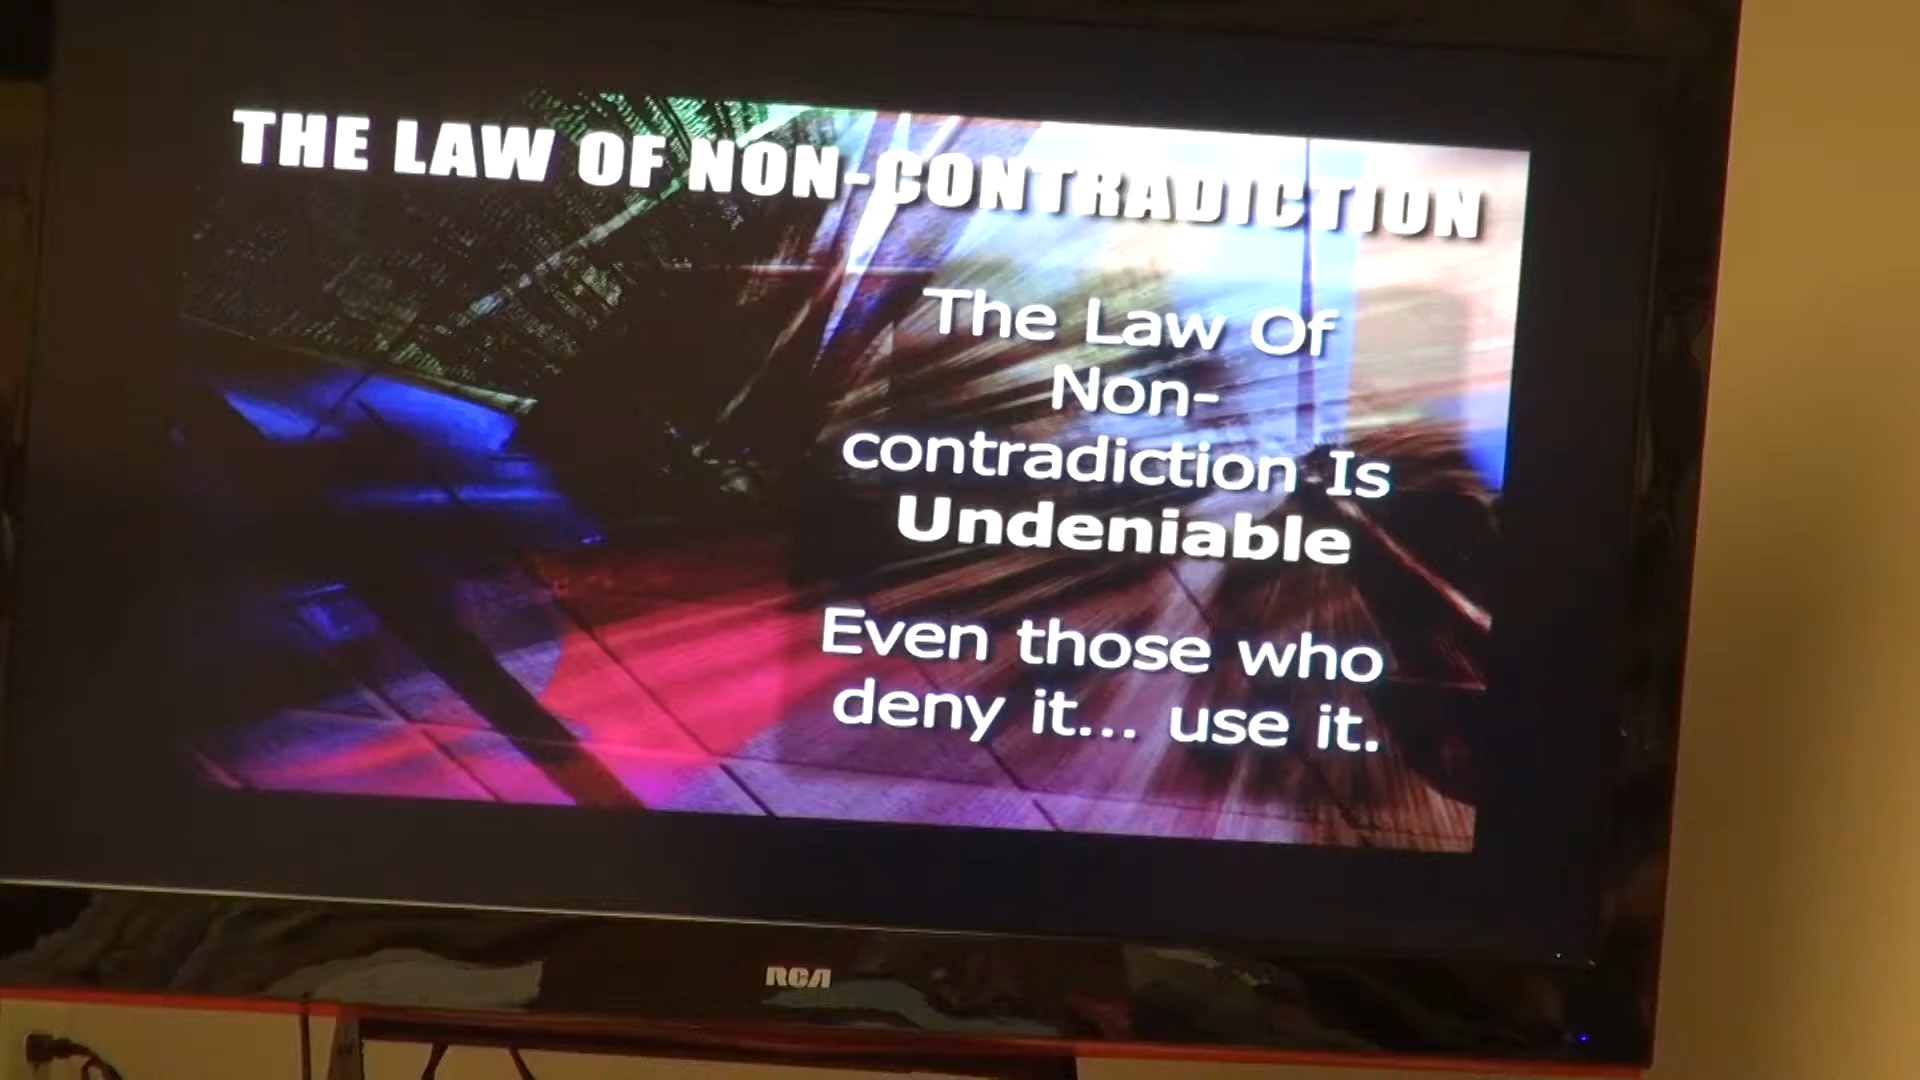 THE LAW OF NON-CONTRADICTION
The Law Of
Non-
contradiction Is
Undeniable
Even those who
deny it... use it.
RCA